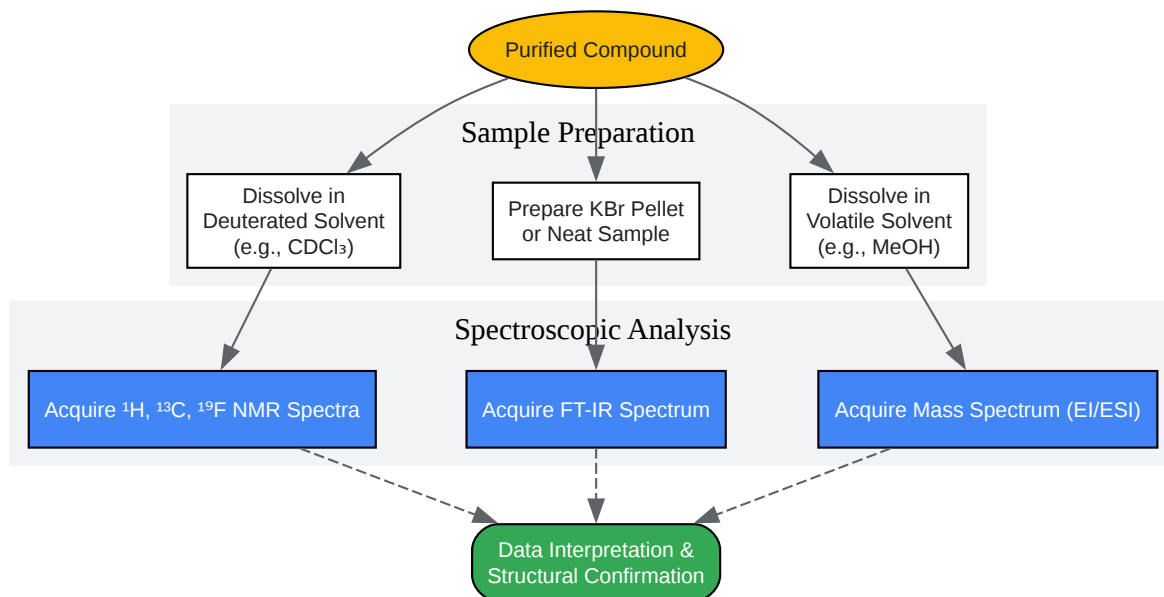 Purified Compound
Sample Preparation
Dissolve in
Deuterated Solvent
(e.g., CDCl₃)
Prepare KBr Pellet
or Neat Sample
Dissolve in
Volatile Solvent
(e.g., MeOH)
Spectroscopic Analysis
Acquire ¹H, ¹³C, ¹⁹F NMR Spectra
Acquire FT-IR Spectrum
Acquire Mass Spectrum (EI/ESI)
Data Interpretation &
Structural Confirmation